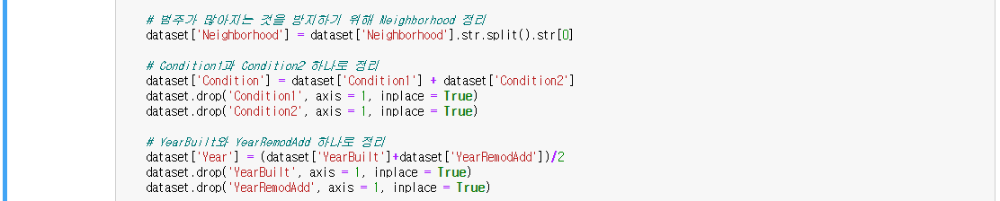 # 범주가 많아지는 것을 방지하기 위해 Neighborhood 정리
dataset['Neighborhood'] = dataset['Neighborhood'].str.split().str[0]
# Condition1과 Condition2 하나로 정리
dataset['Condition'] = dataset['Condition1'] + dataset['Condition2']
dataset.drop('Condition1', axis = 1, inplace = True)
dataset.drop('Condition2', axis = 1, inplace = True)
# YearBuilt와 YearRemodAdd 하나로 정리
dataset['Year'] = (dataset['YearBuilt']+dataset['YearRemodAdd'])/2
dataset.drop('YearBuilt', axis = 1, inplace = True)
dataset.drop('YearRemodAdd', axis = 1, inplace = True)